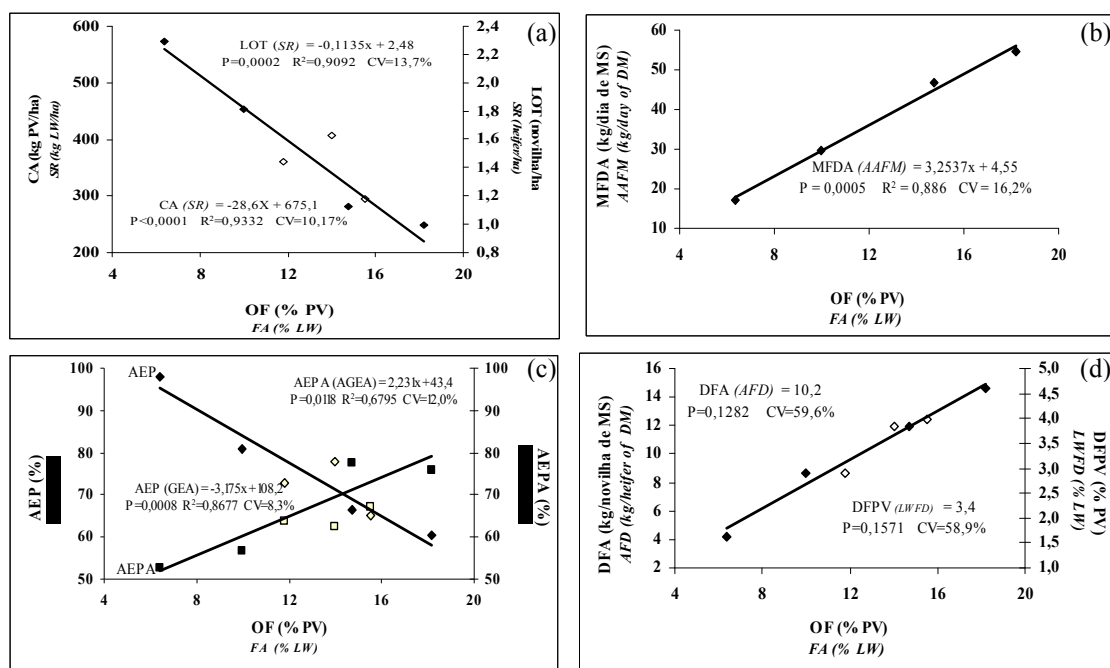 (a)
600
500
400
300
200
2,4
2,2
2,0
1,8
1,6
1,4
1,2
1,0
0,8
CA (kg PV/ha)
SR (kg LW/ha)
LOT (novilha/ha
SR (heifer/ha)
LOT (SR) = -0,1135x + 2,48
P=0,0002 R²=0,9092 CV=13,7%
CA (SR) = -28,6X + 675,1
P<0,0001 R²=0,9332 CV=10,17%
4 8 12 16 20
OF (% PV)
FA (% LW)
(b)
60
50
40
30
20
10
MFDA (kg/dia de MS)
AAFM (kg/day of DM)
MFDA (AAFM) = 3,2537x + 4,55
P = 0,0005 R² = 0,886 CV = 16,2%
4 8 12 16 20
OF (% PV)
FA (% LW)
(c)
100
90
80
70
60
50
100
90
80
70
60
50
AEP (%)
AEPA (%)
AEP
AEPA (AGEA) = 2,231x + 43,4
P=0,0118 R²=0,6795 CV=12,0%
AEP (GEA) = -3,175x + 108,2
P=0,0008 R²=0,8677 CV=8,3%
AEPA
4 8 12 16 20
OF (% PV)
FA (% LW)
(d)
16
14
12
10
8
6
4
2
5,0
4,5
4,0
3,5
3,0
2,5
2,0
1,5
1,0
DFA (kg/novilha de MS)
AFD (kg/heifer of DM)
DFPV (% PV)
LWFD (% LW)
DFA (AFD) = 10,2
P=0,1282 CV=59,6%
DFPV (LWFD) = 3,4
P=0,1571 CV=58,9%
4 8 12 16 20
OF (% PV)
FA (% LW)